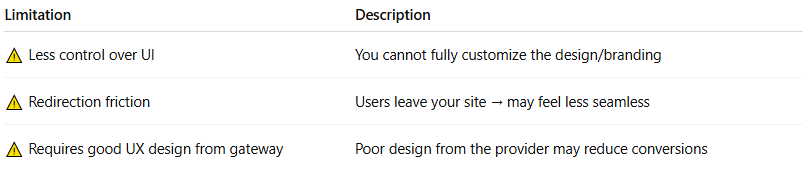 Limitation Description
⚠️ Less control over UI You cannot fully customize the design/branding
⚠️ Redirection friction Users leave your site → may feel less seamless
⚠️ Requires good UX design from gateway Poor design from the provider may reduce conversions